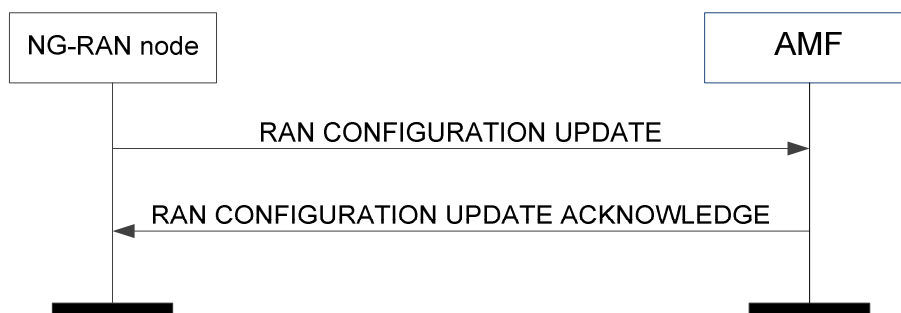 NG-RAN node
AMF
RAN CONFIGURATION UPDATE
RAN CONFIGURATION UPDATE ACKNOWLEDGE